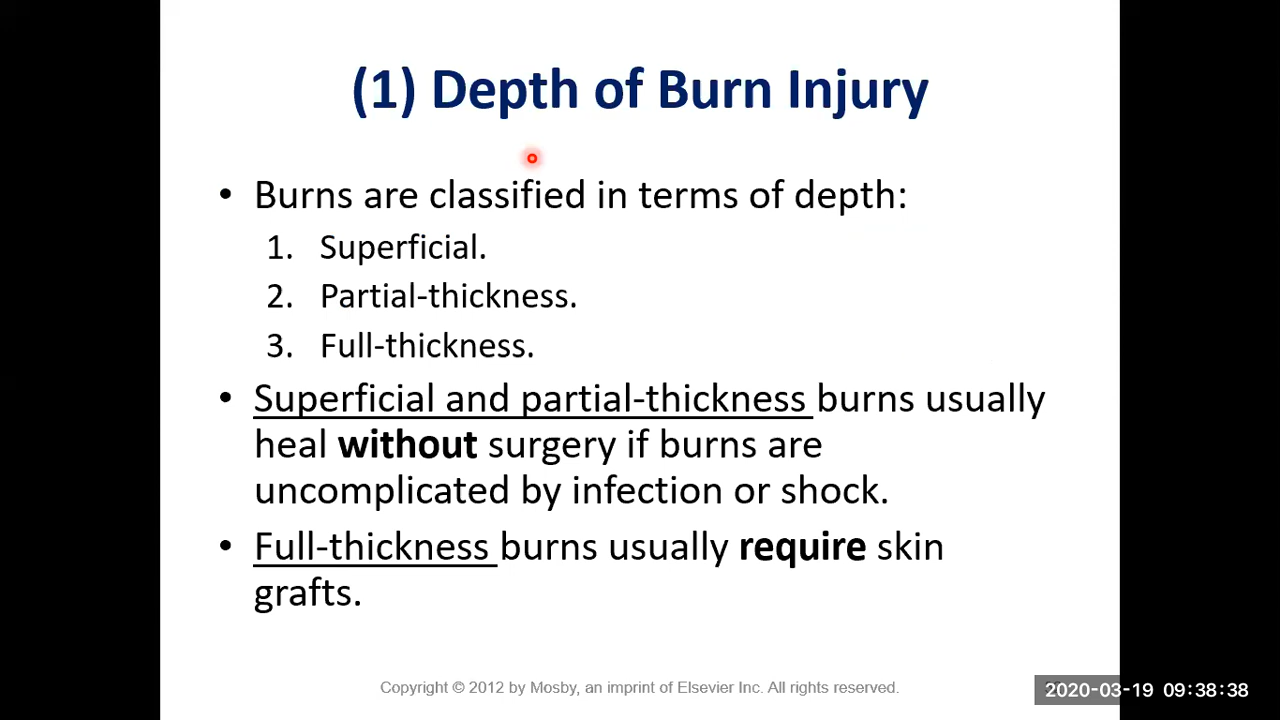 (1) Depth of Burn Injury
• Burns are classified in terms of depth:
1. Superficial.
2. Partial-thickness.
3. Full-thickness.
• Superficial and partial-thickness burns usually
heal without surgery if burns are
uncomplicated by infection or shock.
• Full-thickness burns usually require skin
grafts.
Copyright © 2012 by Mosby, an imprint of Elsevier Inc. All rights reserved.
2020-03-19 09:38:38